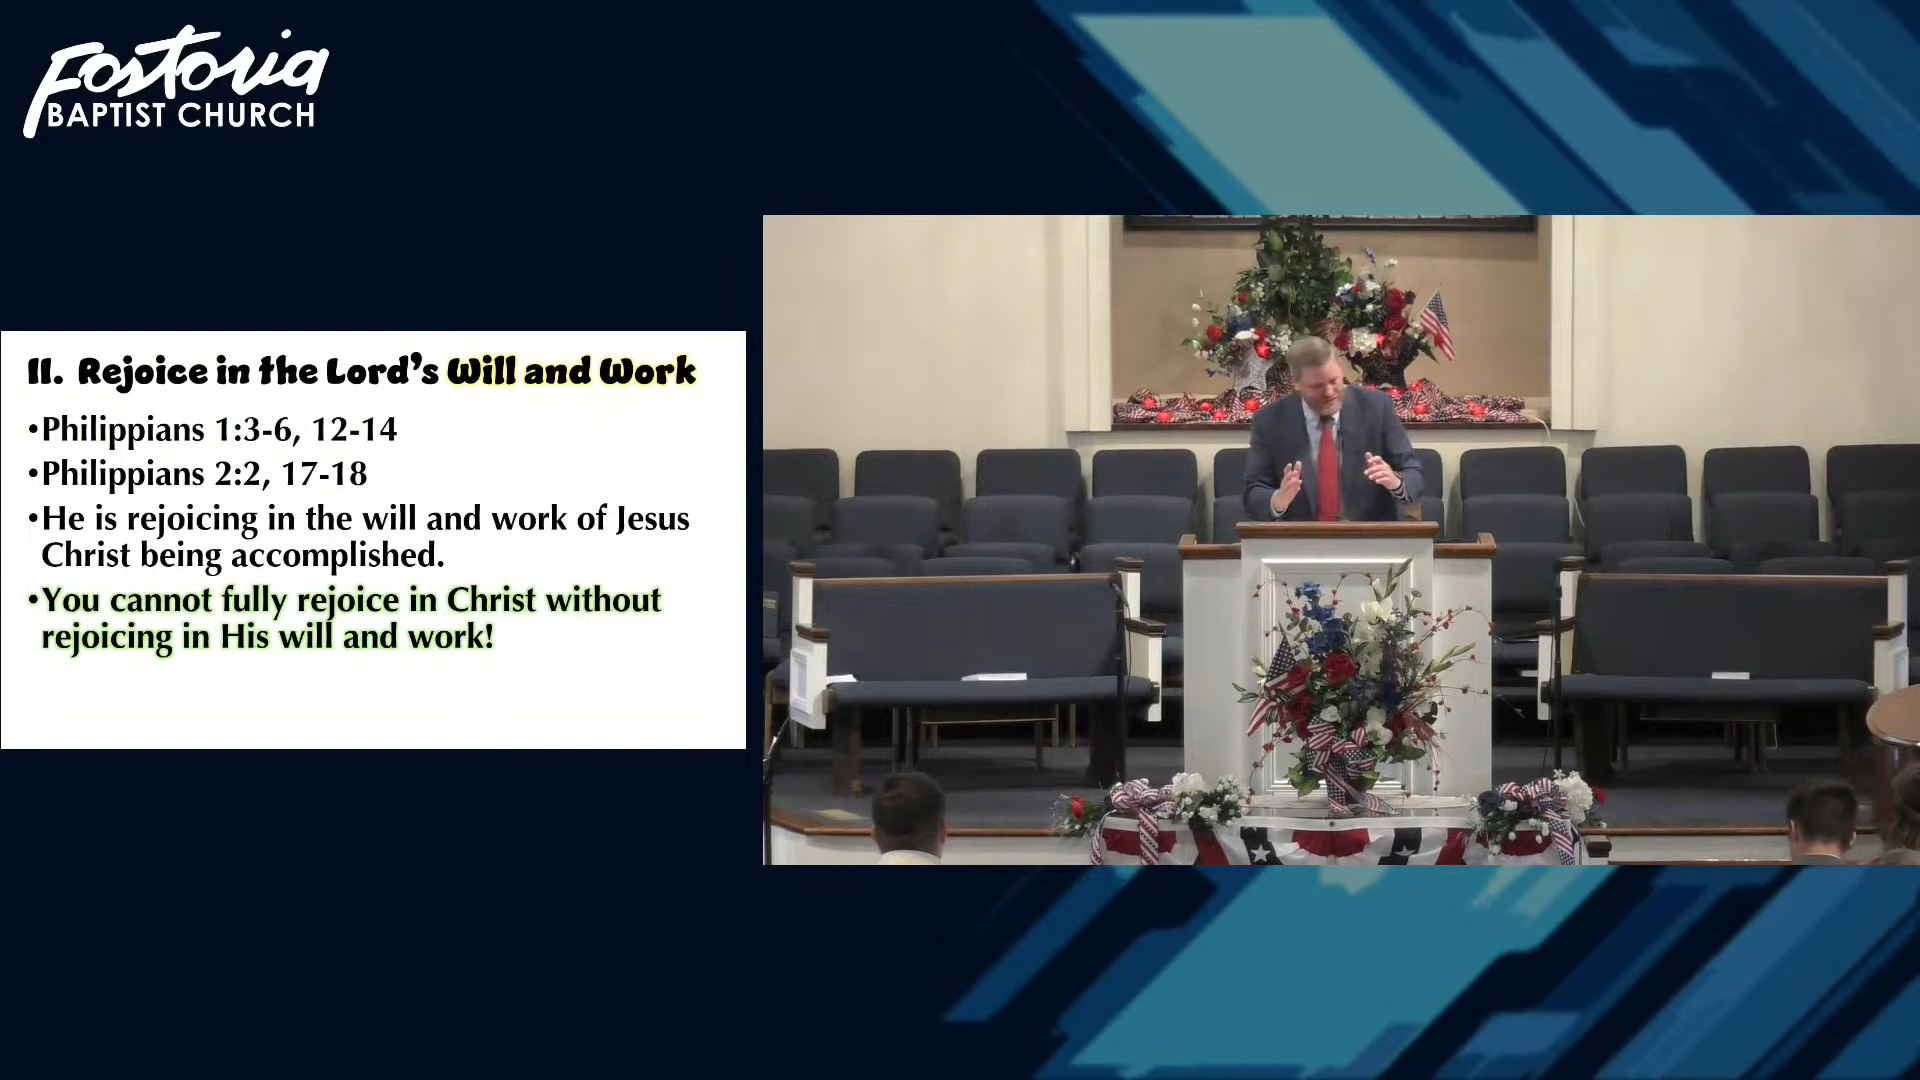 Fostoria
BAPTIST CHURCH
II. Rejoice in the Lord's Will and Work
•Philippians 1:3-6, 12-14
•Philippians 2:2, 17-18
•He is rejoicing in the will and work of Jesus
Christ being accomplished.
•You cannot fully rejoice in Christ without
rejoicing in His will and work!